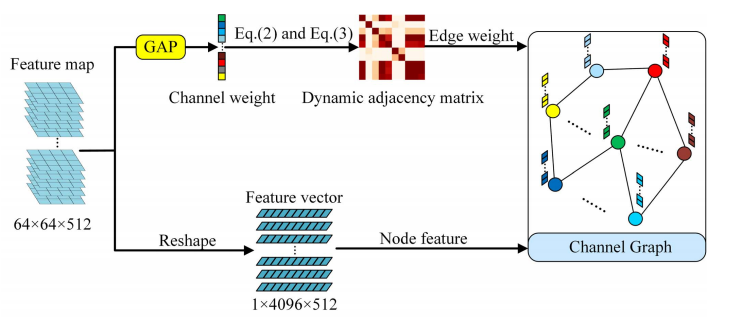 GAP
Eq.(2) and Eq.(3)
Edge weight
Feature map
Channel weight
Dynamic adjacency matrix
64×64×512
Feature vector
Reshape
Node feature
Channel Graph
1×4096×512